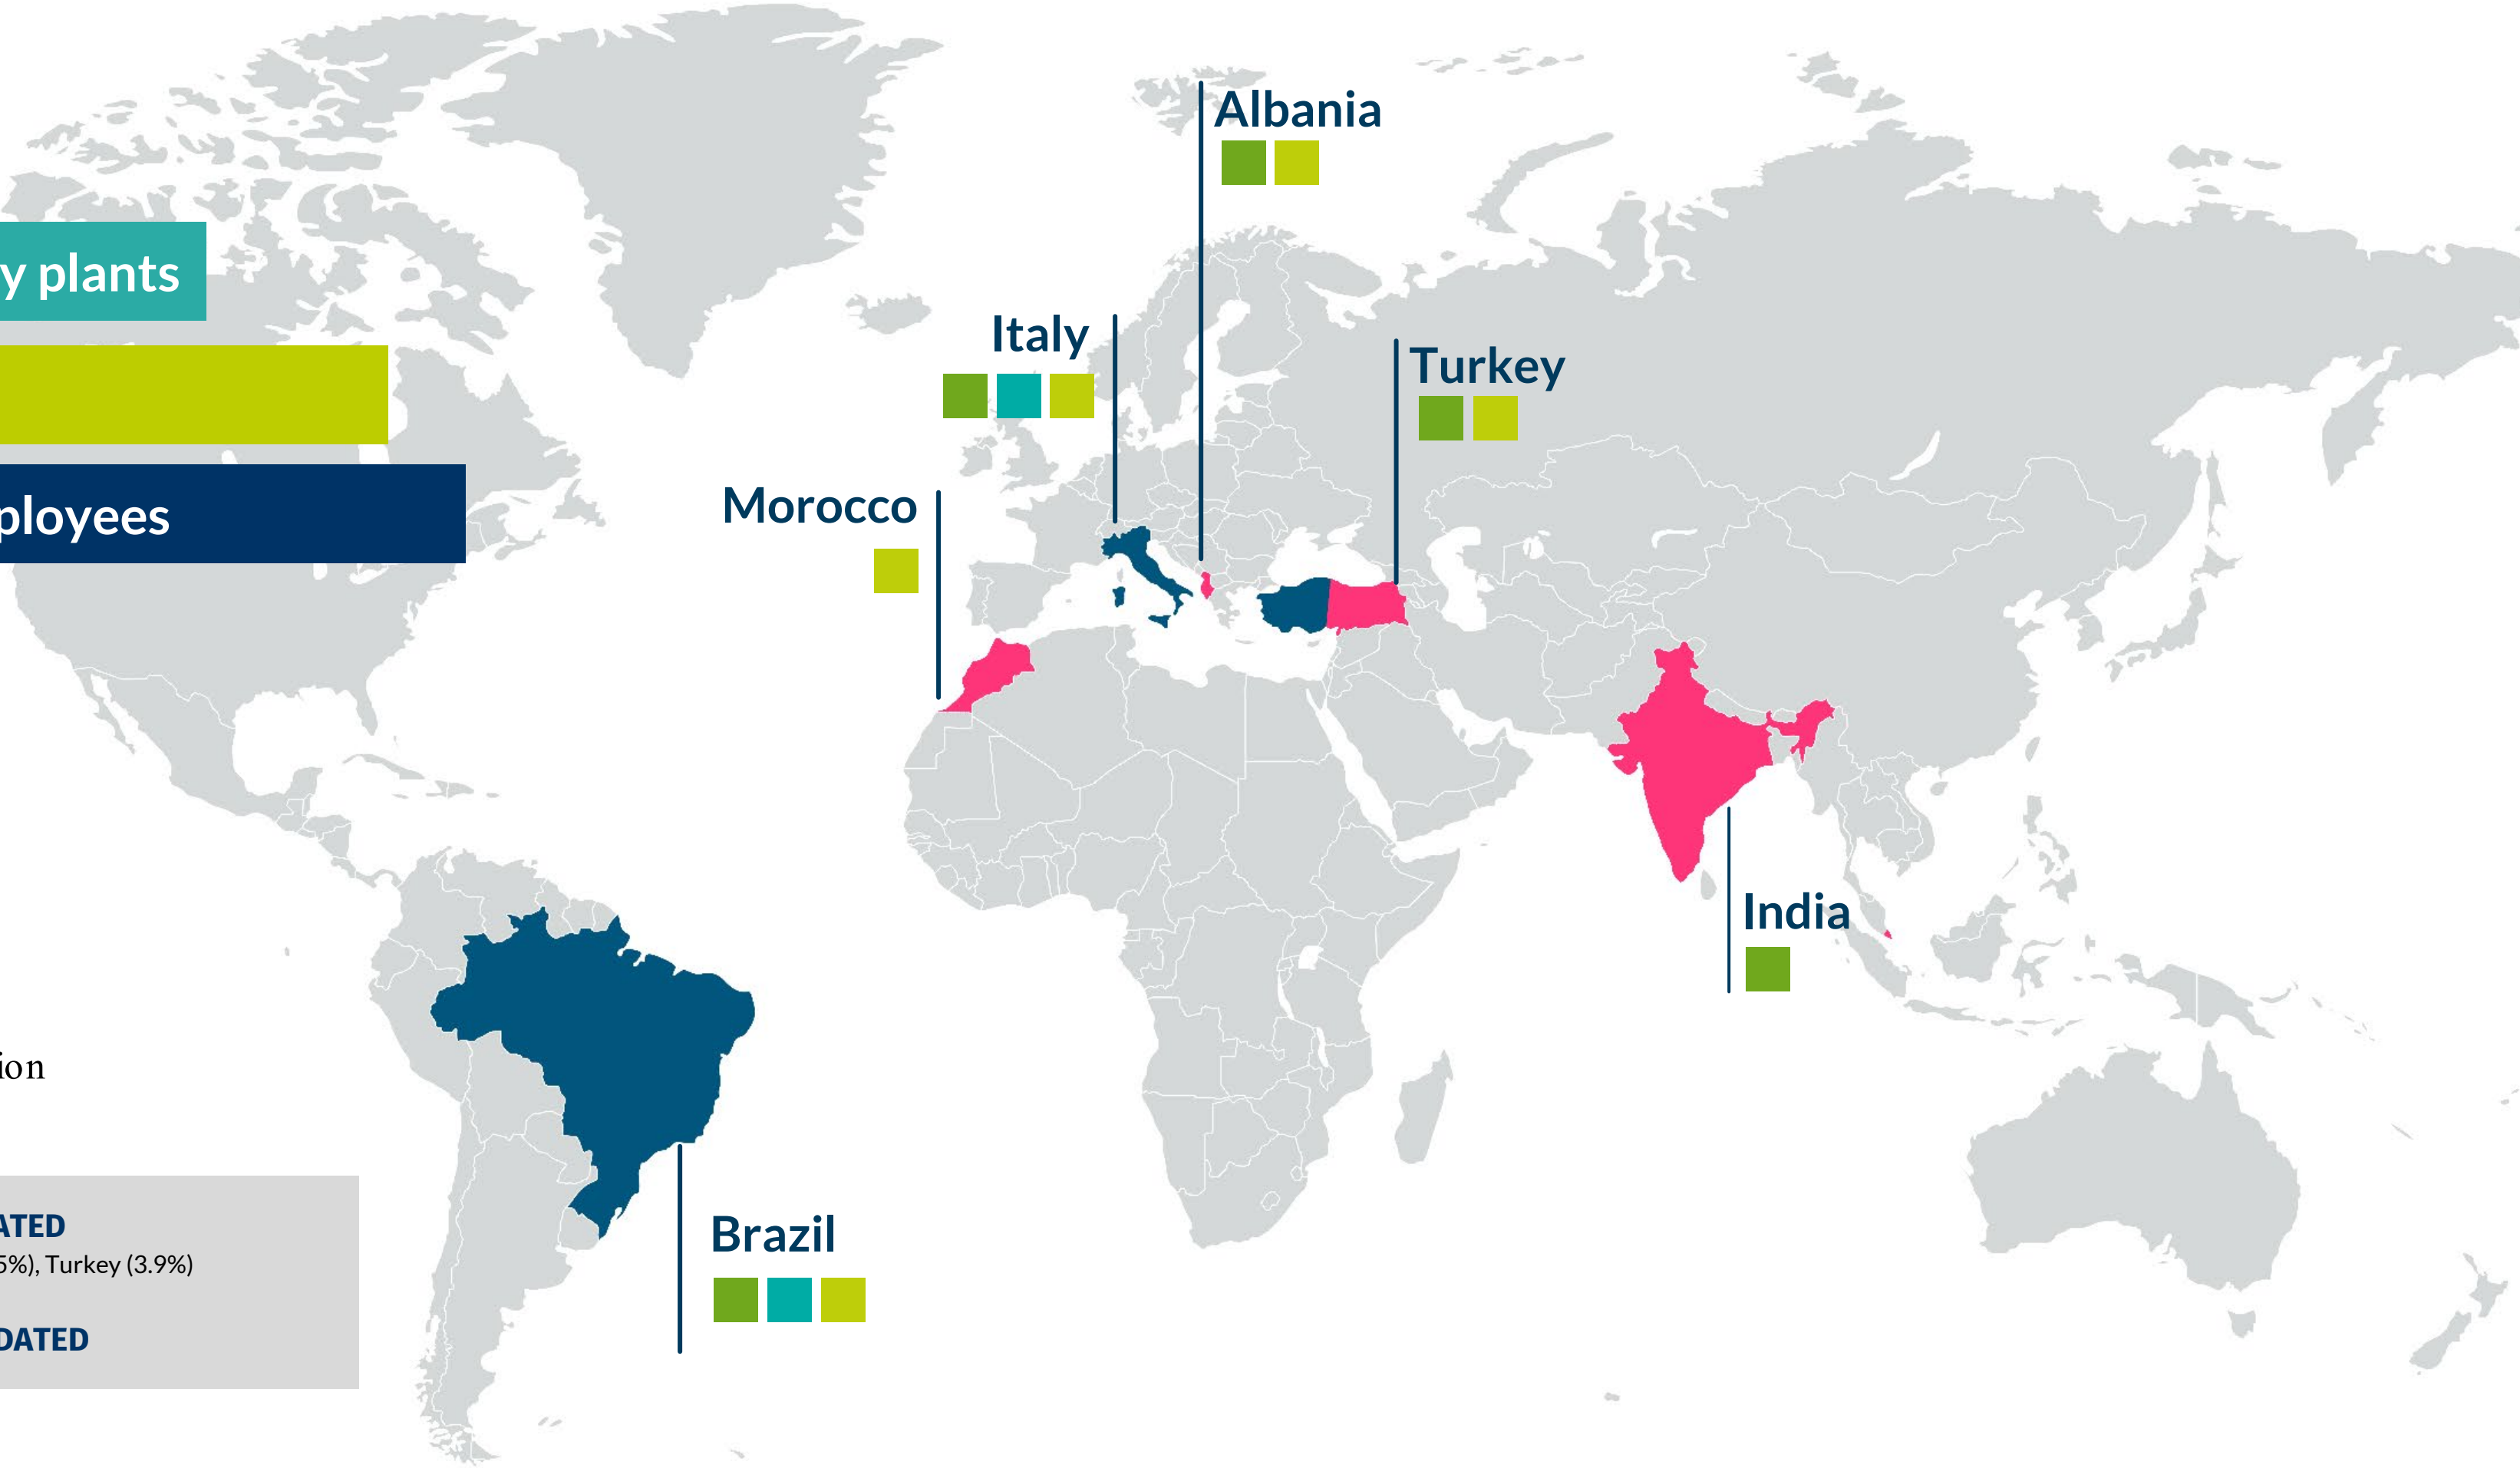 Albania
y plants
Italy
Turkey
Morocco
ployees
India
ion
ATED
5%), Turkey (3.9%)
Brazil
DATED